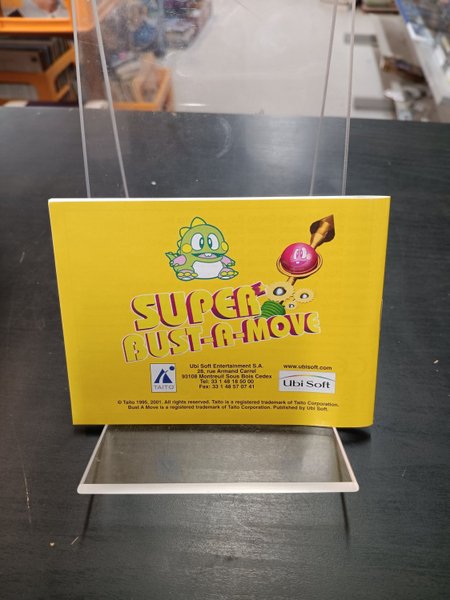 SUPER
BUST-A-MOVE
TAITO
Ubi Soft Entertainment S.A.
28, rue Armand Carrel
93108 Montreuil Sous Bois Cedex
Tel: 33 1 48 18 50 00
Fax: 33 1 48 57 07 41
www.ubisoft.com
Ubi Soft
© Taito 1995, 2001. All rights reserved. Taito is a registered trademark of Taito Corporation.
Bust A Move is a registered trademark of Taito Corporation. Published by Ubi Soft.